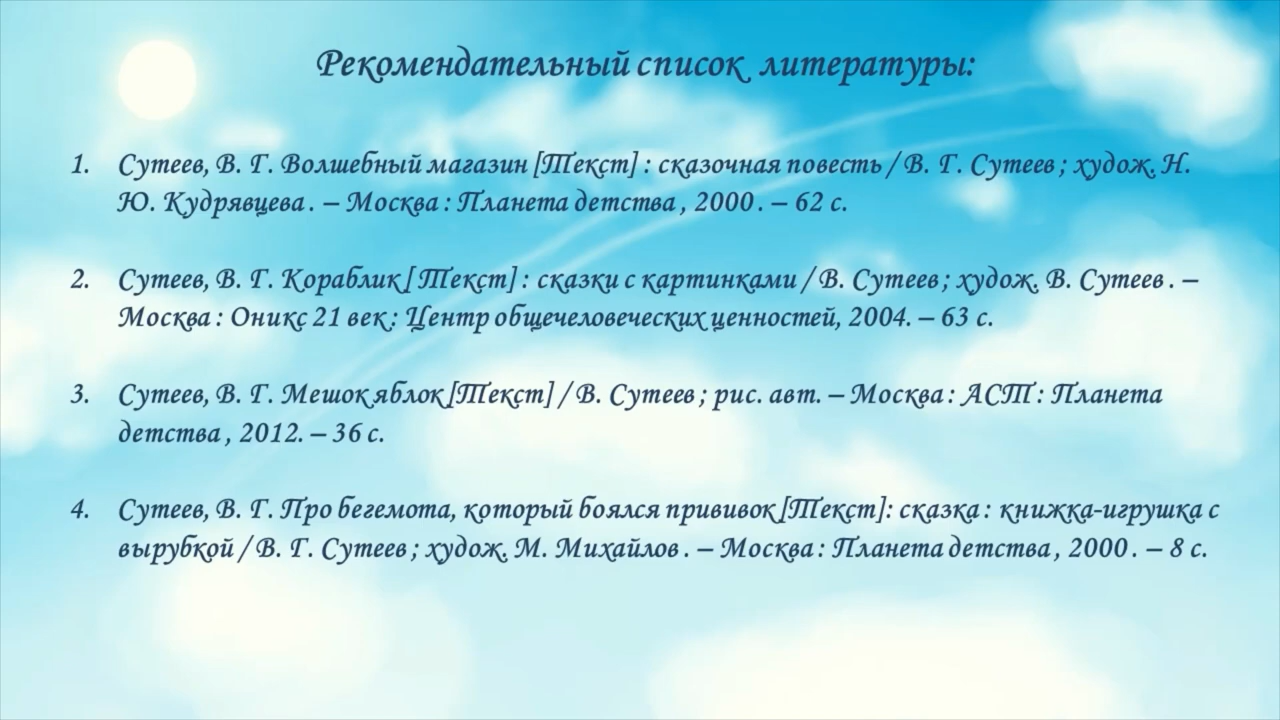 Рекомендательный список литературы:
1. Сутеев, В. Г. Волшебный магазин [Текст] : сказочная повесть / В. Г. Сутеев ; худож. Н.
Ю. Кудрявцева . – Москва : Планета детства , 2000 . – 62 с.
2. Сутеев, В. Г. Кораблик [ Текст] : сказки с картинками / В. Сутеев ; худож. В. Сутеев . –
Москва : Оникс 21 век : Центр общечеловеческих ценностей, 2004. – 63 с.
3. Сутеев, В. Г. Мешок яблок [Текст] / В. Сутеев ; рис. авт. – Москва : АСТ : Планета
детства , 2012. – 36 с.
4. Сутеев, В. Г. Про бегемота, который боялся прививок [Текст]: сказка : книжка-игрушка с
вырубкой / В. Г. Сутеев ; худож. М. Михайлов . – Москва : Планета детства , 2000 . – 8 с.